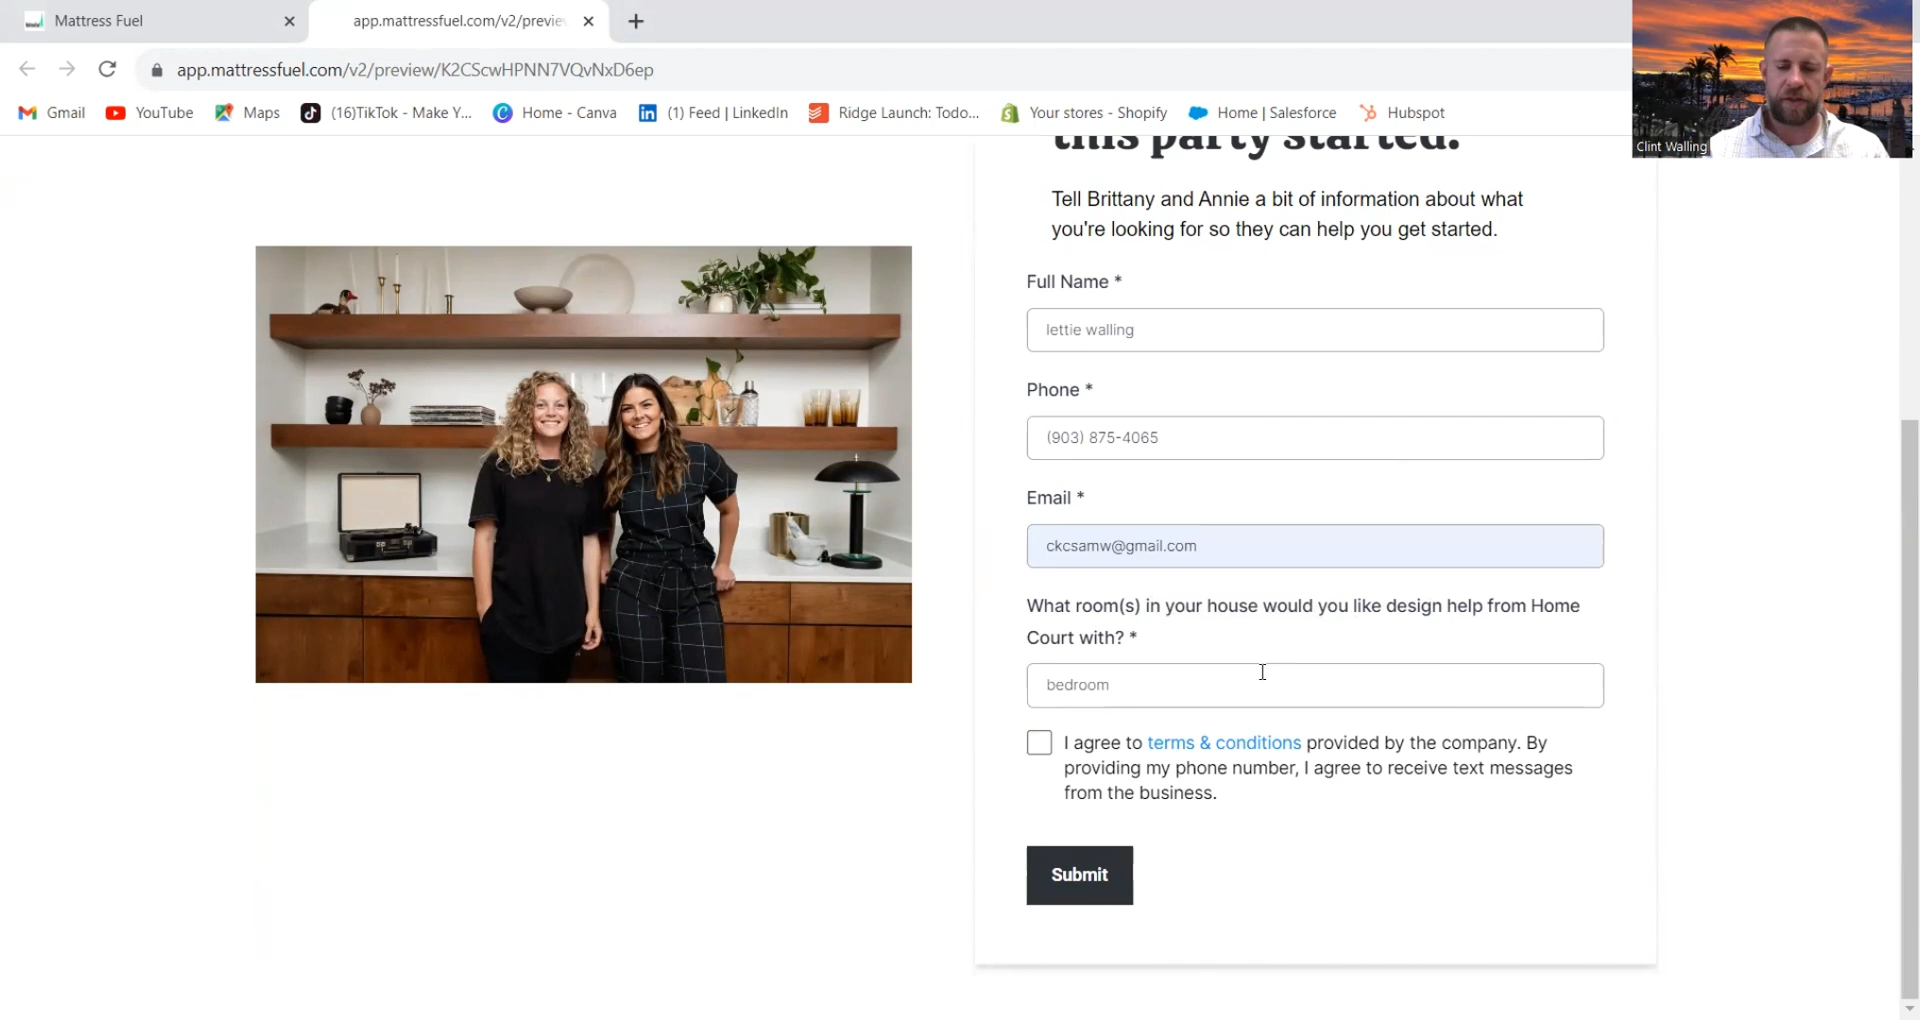 Mattress Fuel
app.mattressfuel.com/v2/previe
app.mattressfuel.com/v2/preview/K2CScwHPNN7VQvNxD6ep
Gmail
YouTube
Maps
(16)TikTok - Make Y...
Home - Canva
(1) Feed | LinkedIn
Ridge Launch: Todo...
Your stores - Shopify
Home | Salesforce
Hubspot
Clint Walling
this party started.
Tell Brittany and Annie a bit of information about what
you're looking for so they can help you get started.
Full Name *
lettie walling
Phone *
(903) 875-4065
Email *
ckcsamw@gmail.com
What room(s) in your house would you like design help from Home
Court with? *
bedroom
I agree to terms & conditions provided by the company. By
providing my phone number, I agree to receive text messages
from the business.
Submit